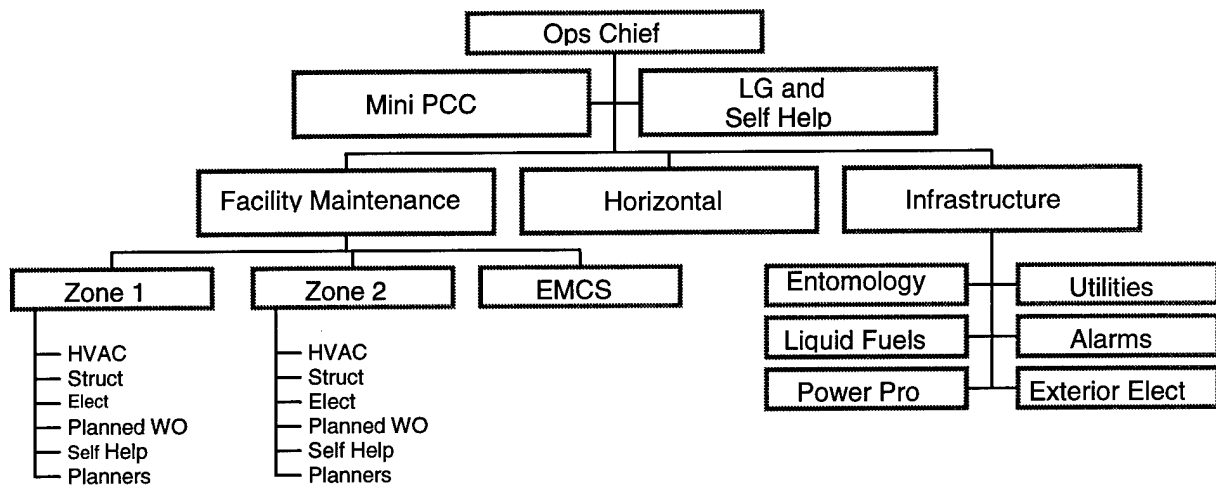 Ops Chief
Mini PCC
LG and
Self Help
Facility Maintenance
Horizontal
Infrastructure
Zone 1
Zone 2
EMCS
HVAC
Struct
Elect
Planned WO
Self Help
Planners
HVAC
Struct
Elect
Planned WO
Self Help
Planners
Entomology
Utilities
Liquid Fuels
Alarms
Power Pro
Exterior Elect